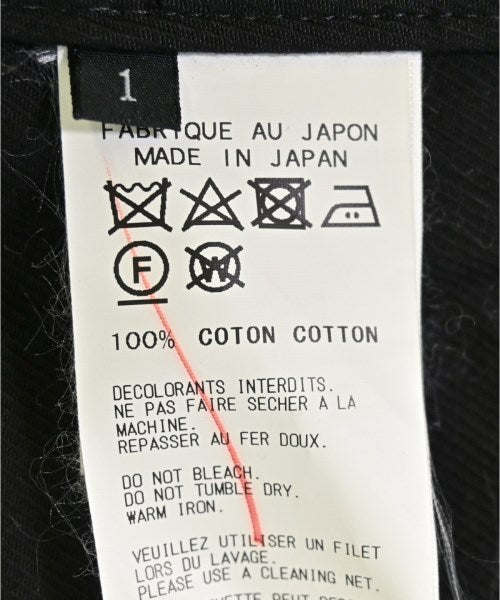 1
FABRIQUE AU JAPON
MADE IN JAPAN
F W
100% COTON COTTON
DECOLORANTS INTERDITS.
NE PAS FAIRE SECHER A LA
MACHINE.
REPASSER AU FER DOUX.
DO NOT BLEACH.
DO NOT TUMBLE DRY.
WARM IRON.
VEUILLEZ UTILISER UN FILET
LORS DU LAVAGE.
PLEASE USE A CLEANING NET.
PEUT